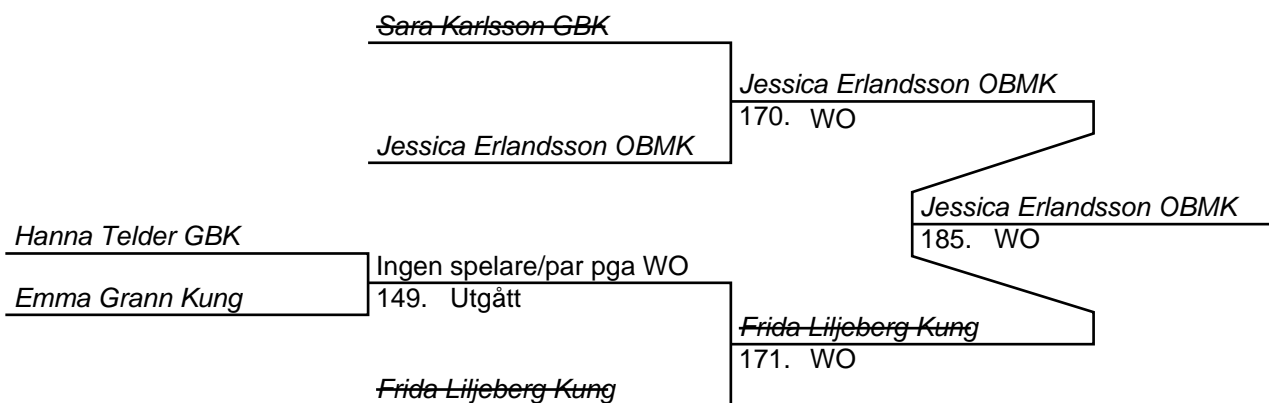 Sara Karlsson GBK
Jessica Erlandsson OBMK
170. WO
Jessica Erlandsson OBMK
Jessica Erlandsson OBMK
185. WO
Hanna Telder GBK
Ingen spelare/par pga WO
Emma Grann Kung
149. Utgått
Frida Liljeberg Kung
171. WO
Frida Liljeberg Kung